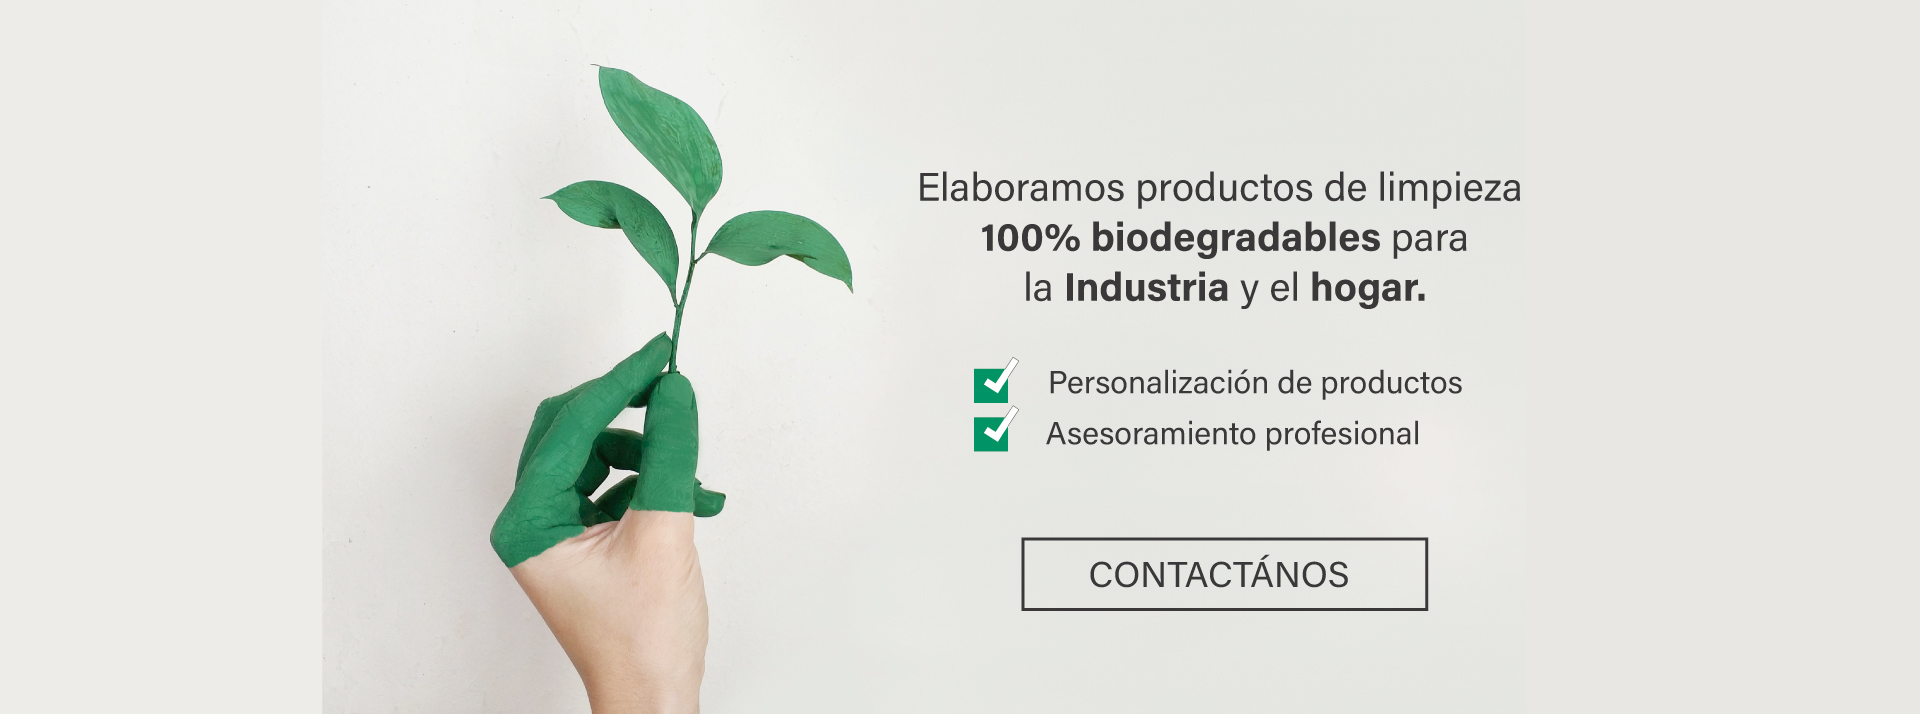 Elaboramos productos de limpieza
100% biodegradables para
la Industria y el hogar.
Personalización de productos
Asesoramiento profesional
CONTACTÁNOS